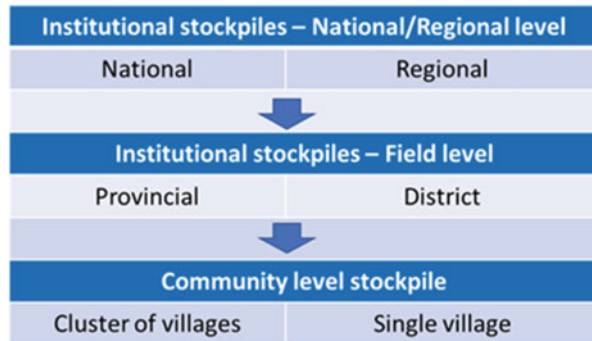 Institutional stockpiles – National/Regional level
National Regional
Institutional stockpiles – Field level
Provincial District
Community level stockpile
Cluster of villages Single village